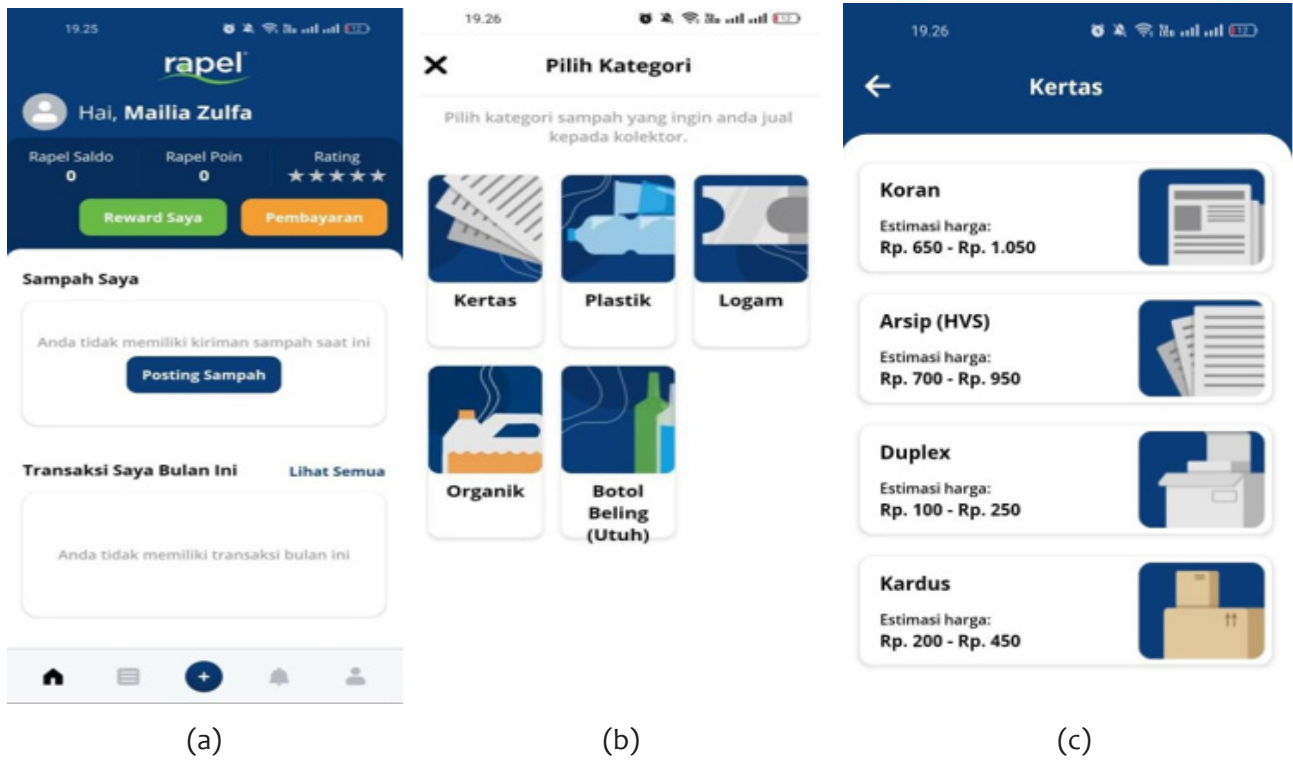 19.25
rapel
Hai, Mailia Zulfa
Rapel Saldo Rapel Poin Rating
0 0
Reward Saya Pembayaran
Sampah Saya
Anda tidak memiliki kiriman sampah saat ini
Posting Sampah
Transaksi Saya Bulan Ini Lihat Semua
Anda tidak memiliki transaksi bulan ini
(a)
19.26
Pilih Kategori
Pilih kategori sampah yang ingin anda jual
kepada kolektor.
Kertas Plastik Logam
Organik Botol
Beling
(Utuh)
(b)
19.26
Kertas
Koran
Estimasi harga:
Rp. 650 - Rp. 1.050
Arsip (HVS)
Estimasi harga:
Rp. 700 - Rp. 950
Duplex
Estimasi harga:
Rp. 100 - Rp. 250
Kardus
Estimasi harga:
Rp. 200 - Rp. 450
(c)